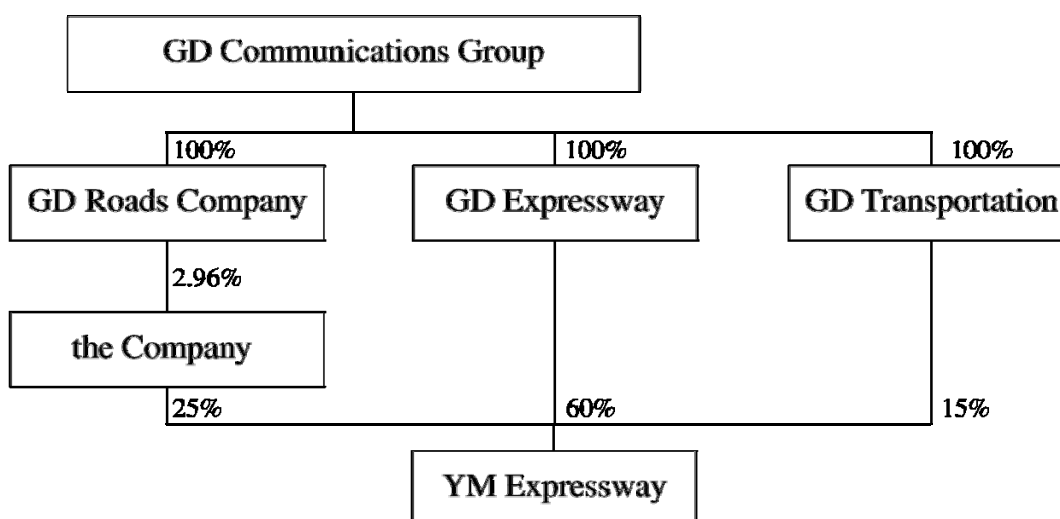 GD Communications Group
100%
100%
100%
GD Roads Company
GD Expressway
GD Transportation
2.96%
the Company
25%
60%
15%
YM Expressway